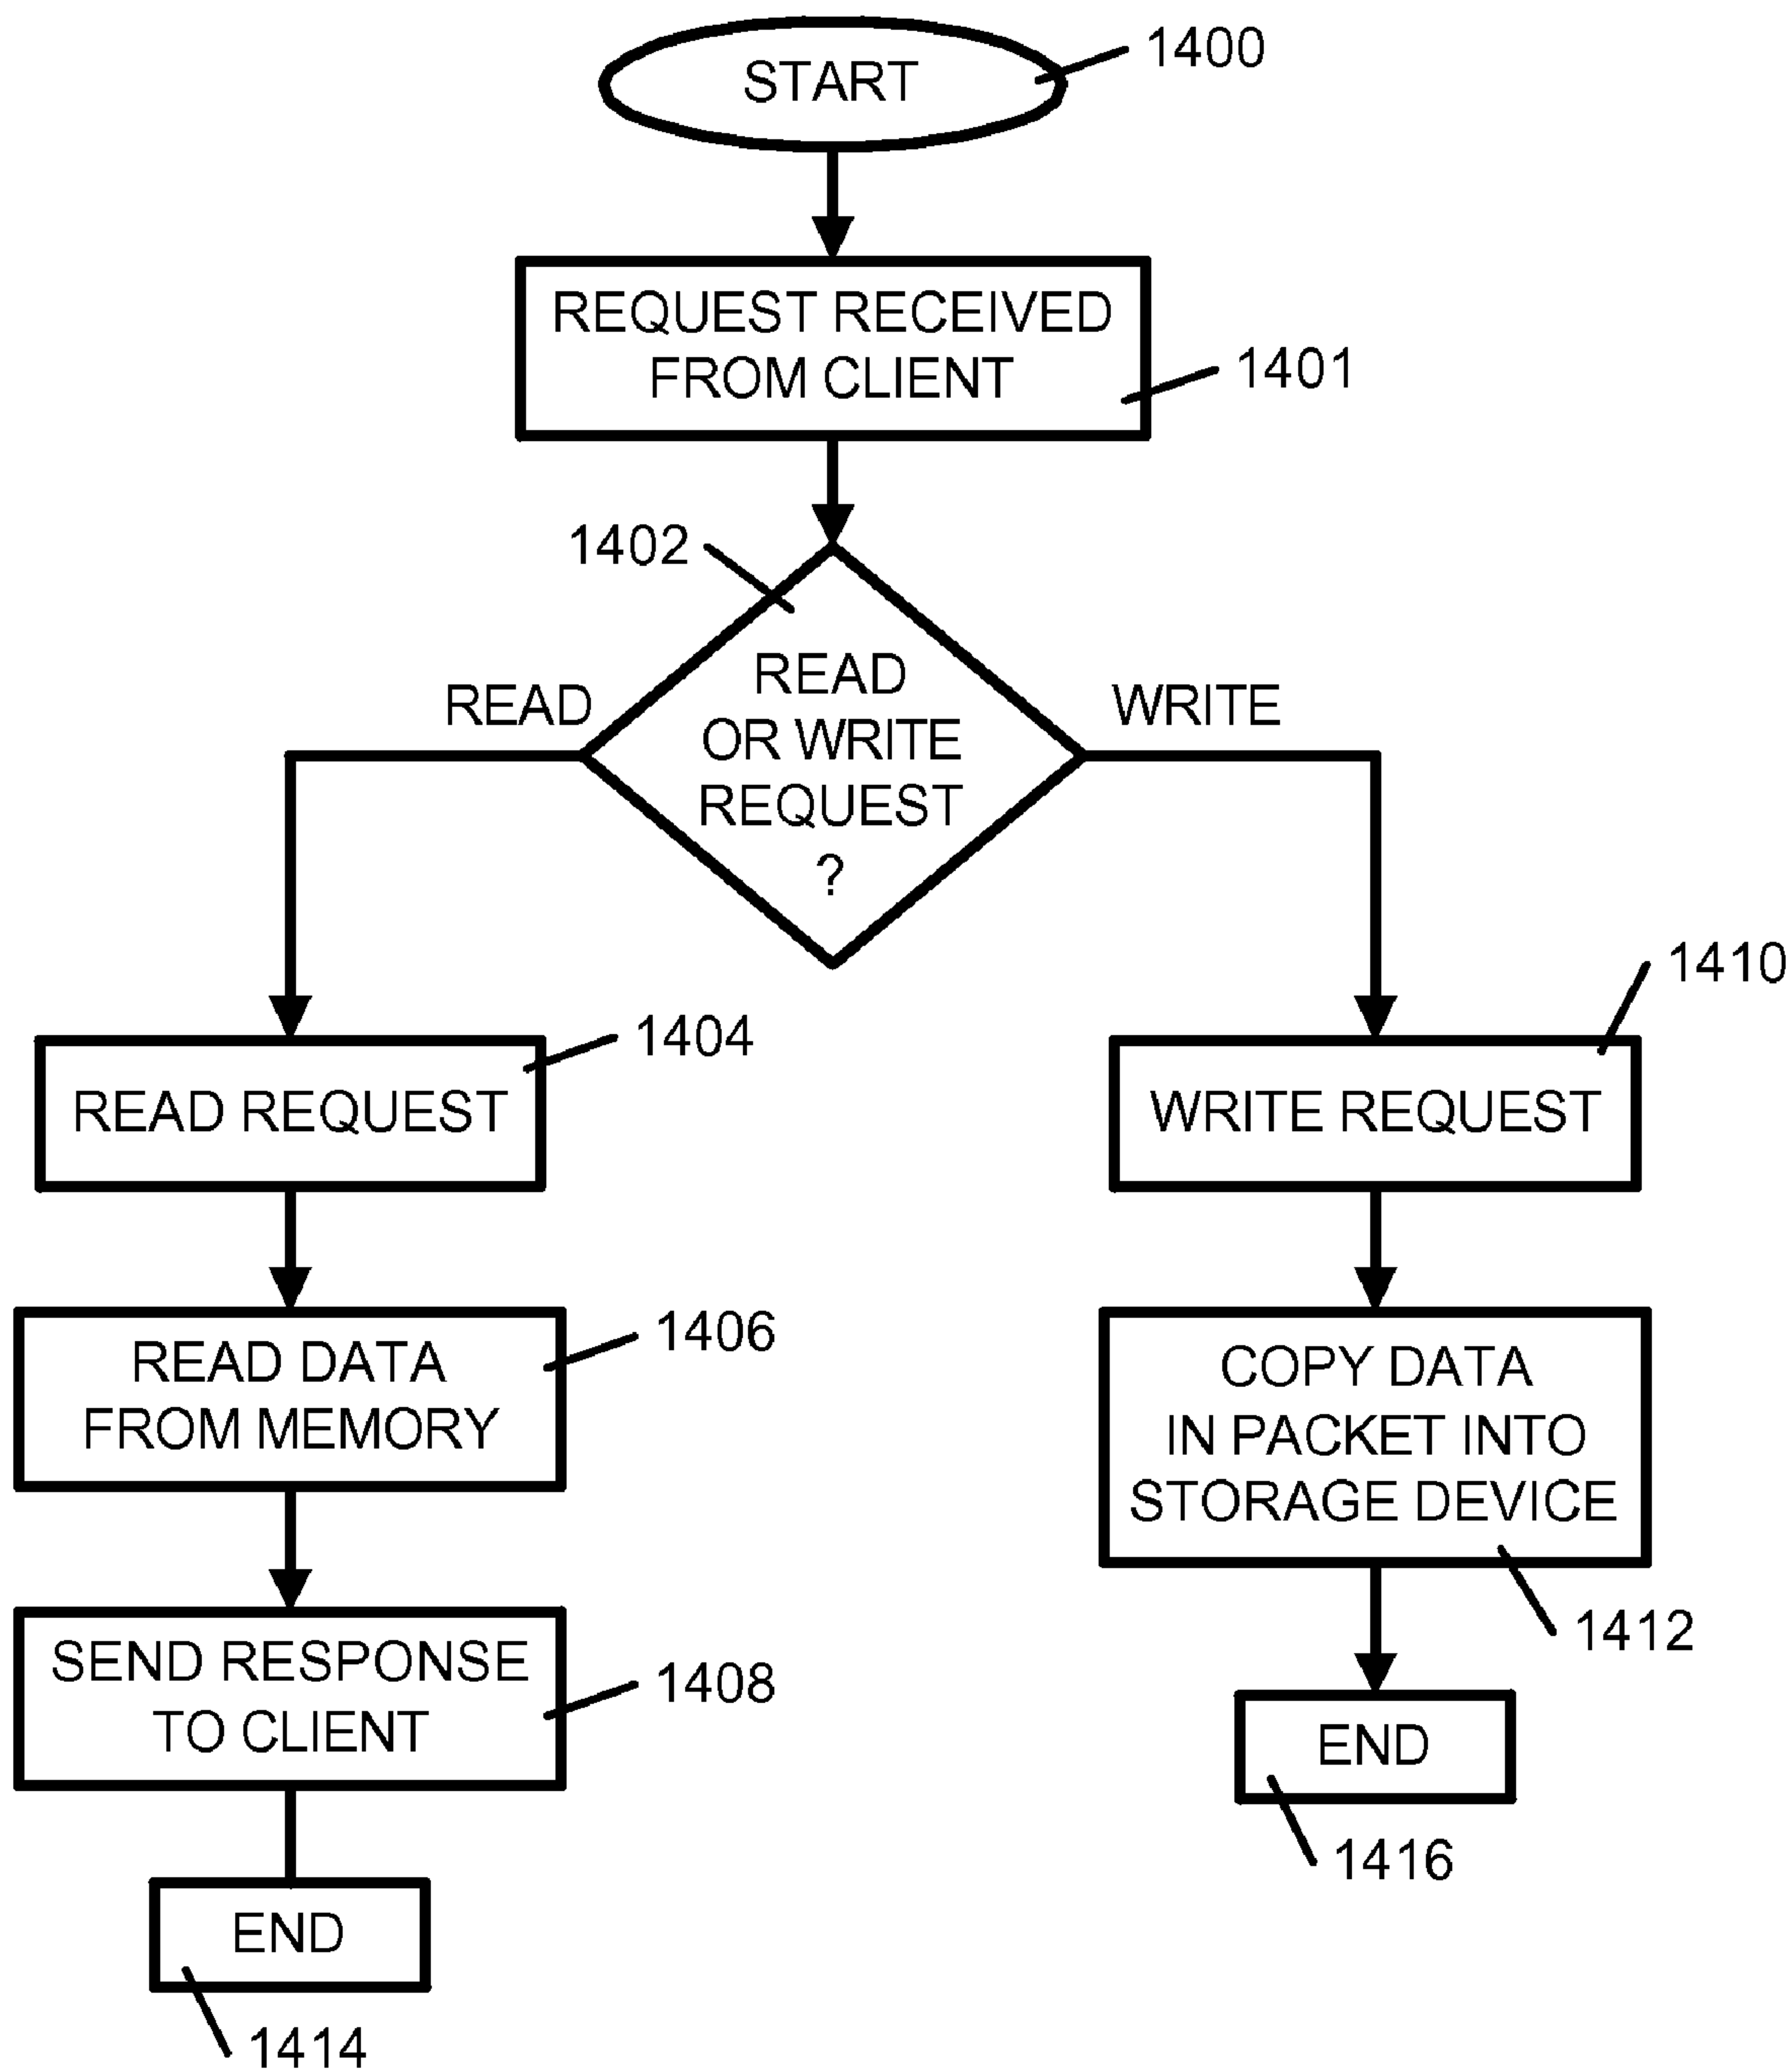 START
1400
REQUEST RECEIVED
FROM CLIENT
1401
1402
READ
OR WRITE
REQUEST
?
READ
WRITE
1404
READ REQUEST
1410
WRITE REQUEST
READ DATA
FROM MEMORY
1406
COPY DATA
IN PACKET INTO
STORAGE DEVICE
1412
SEND RESPONSE
TO CLIENT
1408
END
1416
END
1414